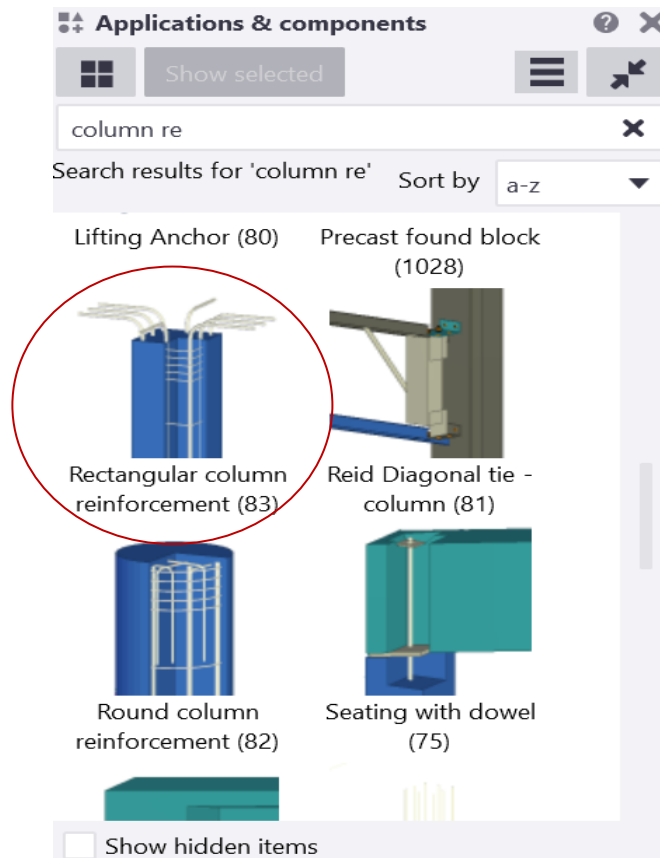 Applications & components
Show selected
column re
Search results for 'column re'
Sort by
a-z
Lifting Anchor (80)
Precast found block
(1028)
Rectangular column
reinforcement (83)
Reid Diagonal tie -
column (81)
Round column
reinforcement (82)
Seating with dowel
(75)
Show hidden items